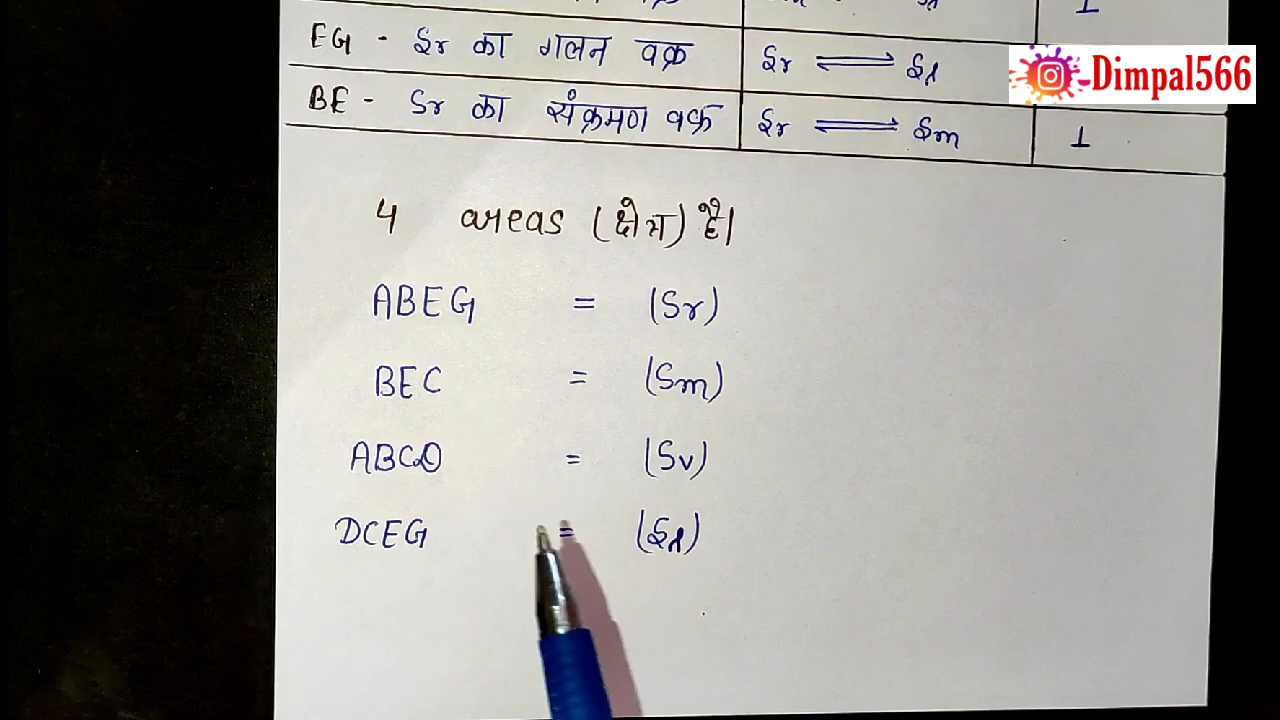 EG - Sr का गलन वक्र Sr ⇌ Sl
Dimpal566
BE - Sr का संक्रमण वक्र Sr ⇌ Sm 1
4 areas (क्षेत्र) है।
ABEG = (Sr)
BEC = (Sm)
ABCD = (Sv)
DCEG = (Sl)